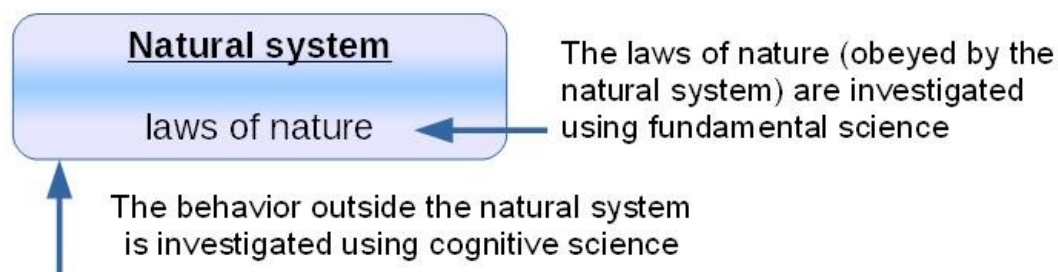 Natural system
laws of nature
The laws of nature (obeyed by the
natural system) are investigated
using fundamental science
The behavior outside the natural system
is investigated using cognitive science